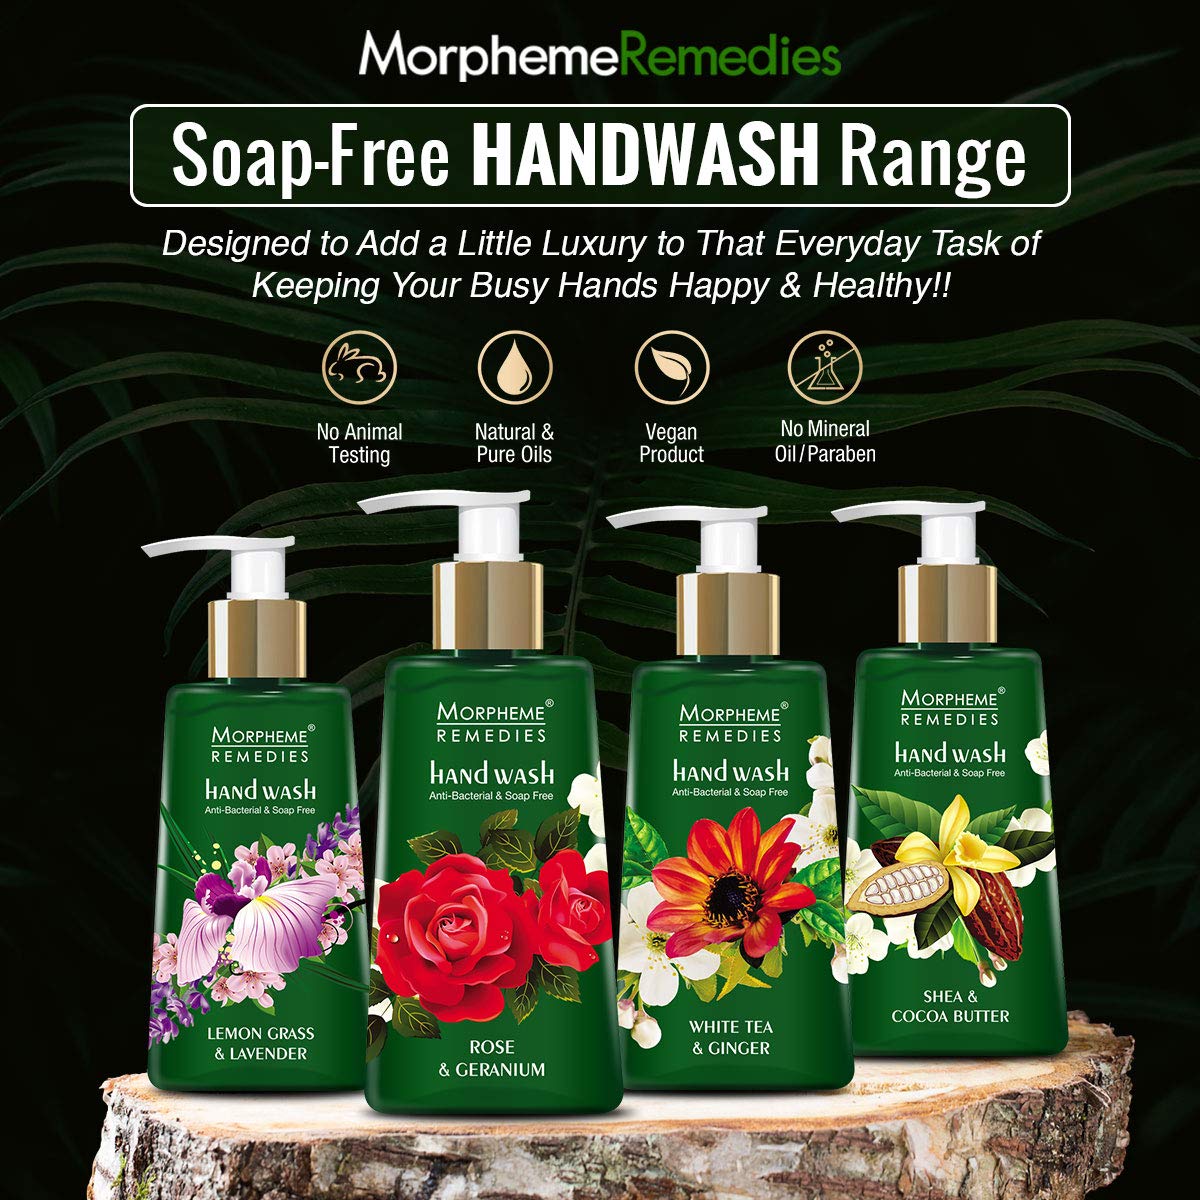 MorphemeRemedies
Soap-Free HANDWASH Range
Designed to Add a Little Luxury to That Everyday Task of
Keeping Your Busy Hands Happy & Healthy!!
No Animal
Testing
Natural &
Pure Oils
Vegan
Product
No Mineral
Oil/Paraben
MORPHEME®
REMEDIES
HAND WASH
Anti-Bacterial & Soap Free
LEMON GRASS
& LAVENDER
MORPHEME®
REMEDIES
HAND WASH
Anti-Bacterial & Soap Free
ROSE
& GERANIUM
MORPHEME®
REMEDIES
HAND WASH
Anti-Bacterial & Soap Free
WHITE TEA
& GINGER
MORPHEME®
REMEDIES
HAND WASH
Anti-Bacterial & Soap Free
SHEA &
COCOA BUTTER